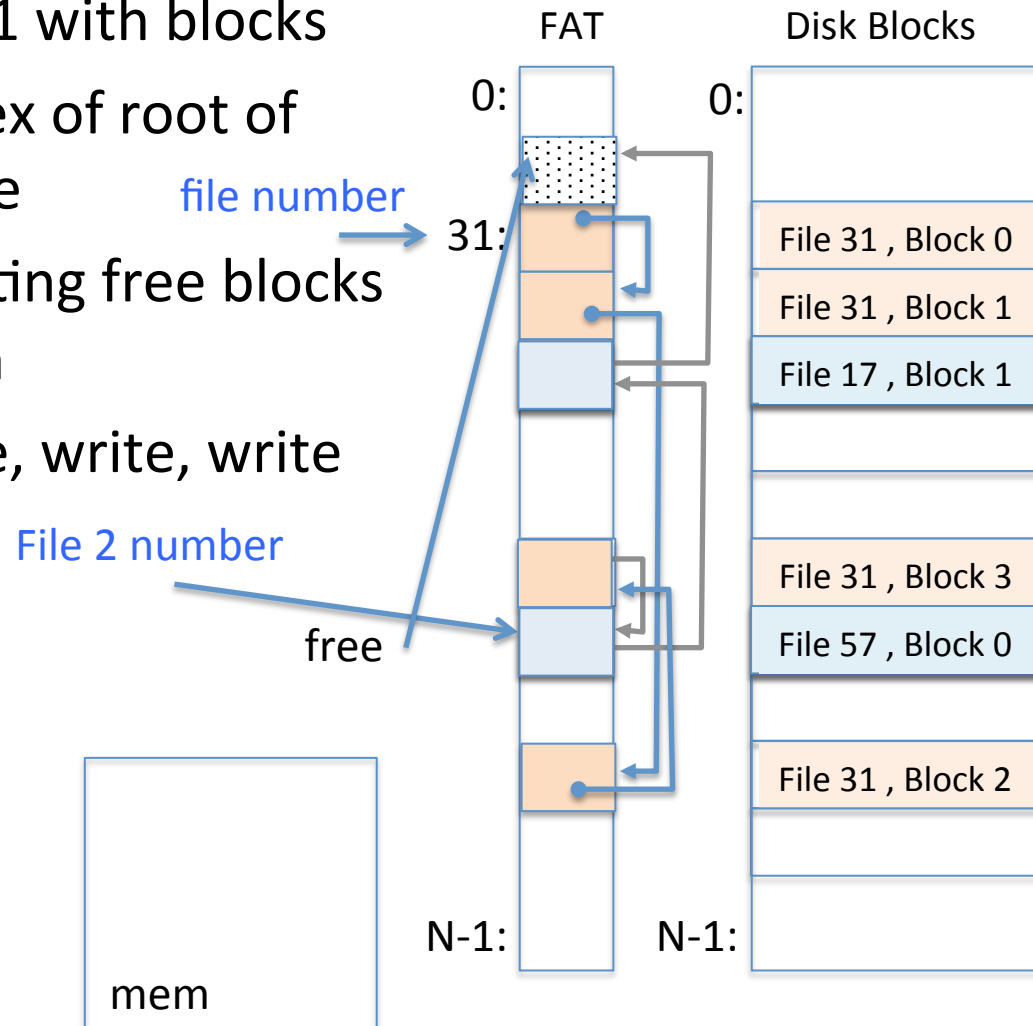 1 with blocks
ex of root of
e
file number
ting free blocks
e, write, write
File 2 number
free
mem
FAT
0:
31:
N-1:
Disk Blocks
0:
File 31 , Block 0
File 31 , Block 1
File 17 , Block 1
File 31 , Block 3
File 57 , Block 0
File 31 , Block 2
N-1: